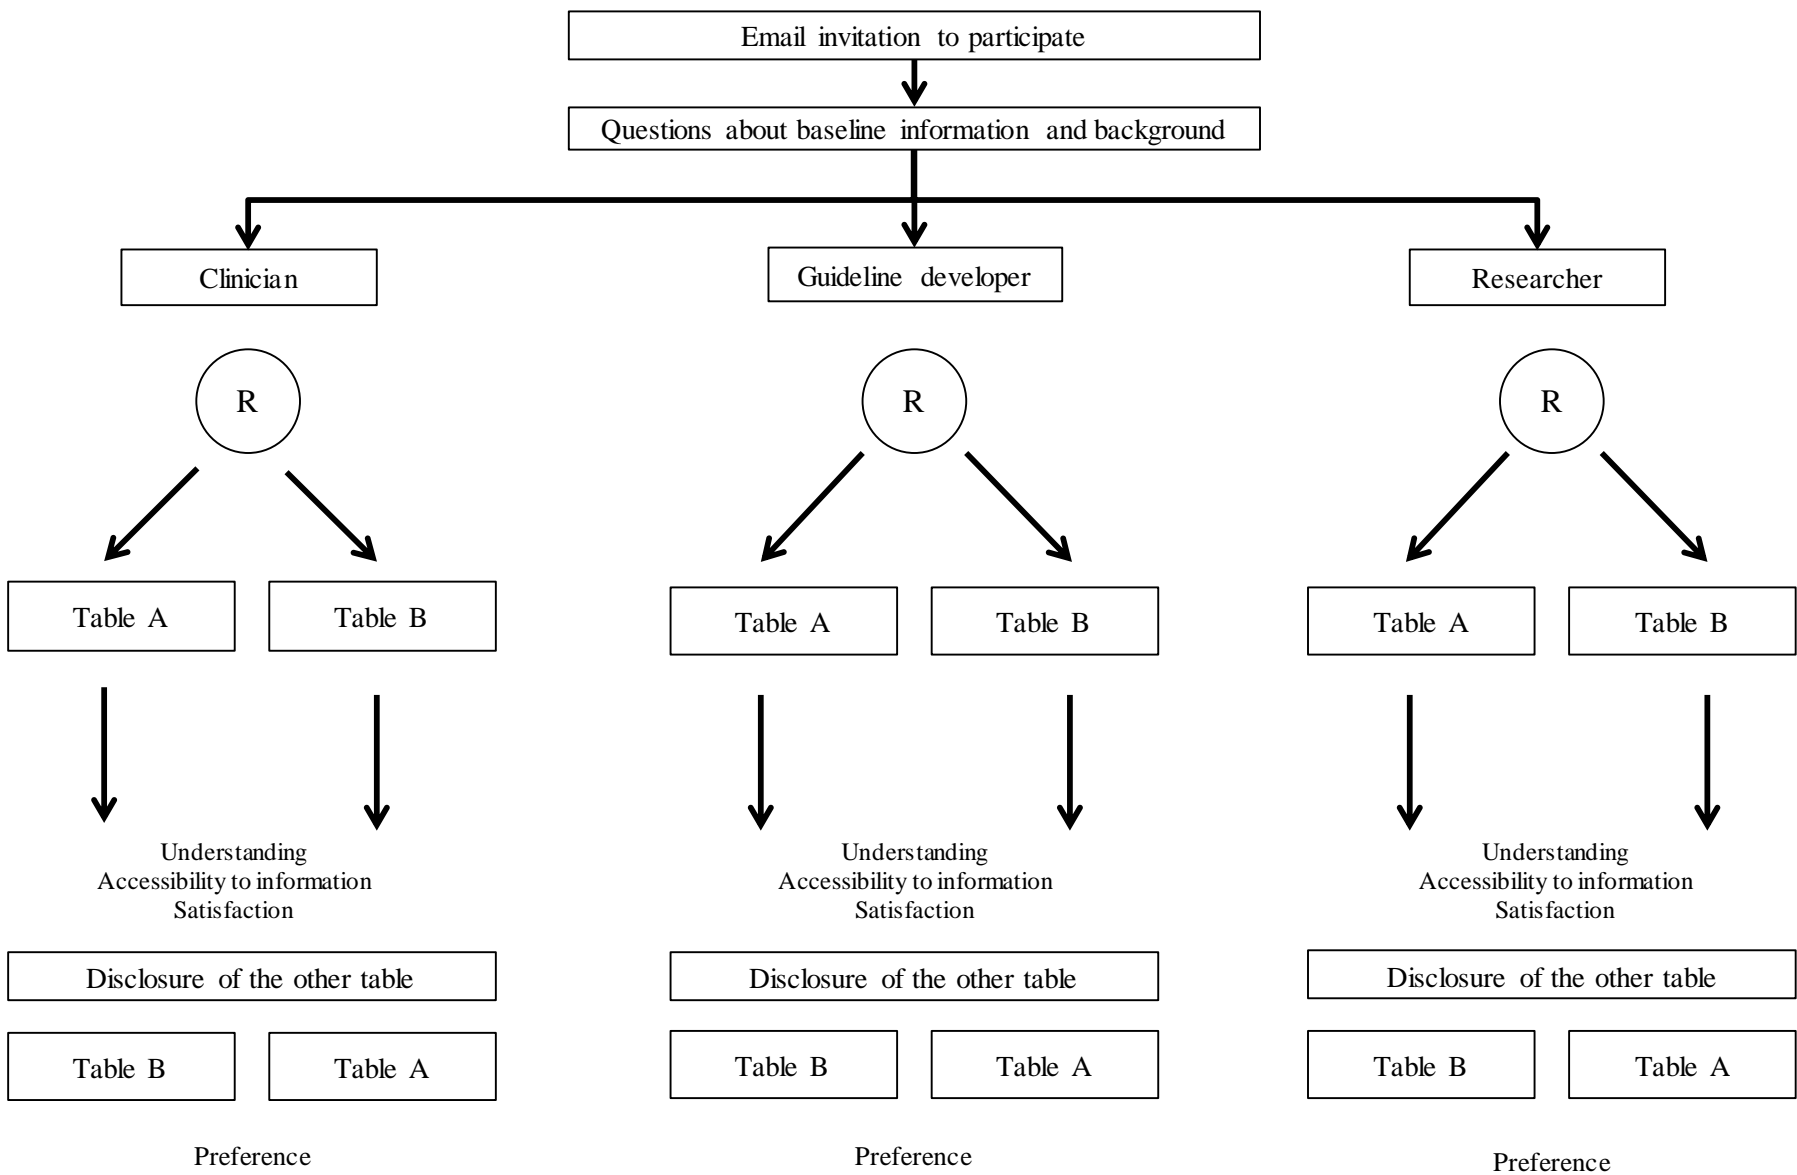 Email invitation to participate
Questions about baseline information and background
Clinician
Guideline developer
Researcher
R
R
R
Table A
Table B
Table A
Table B
Table A
Table B
Understanding
Accessibility to information
Satisfaction
Understanding
Accessibility to information
Satisfaction
Understanding
Accessibility to information
Satisfaction
Disclosure of the other table
Disclosure of the other table
Disclosure of the other table
Table B
Table A
Table B
Table A
Table B
Table A
Preference
Preference
Preference